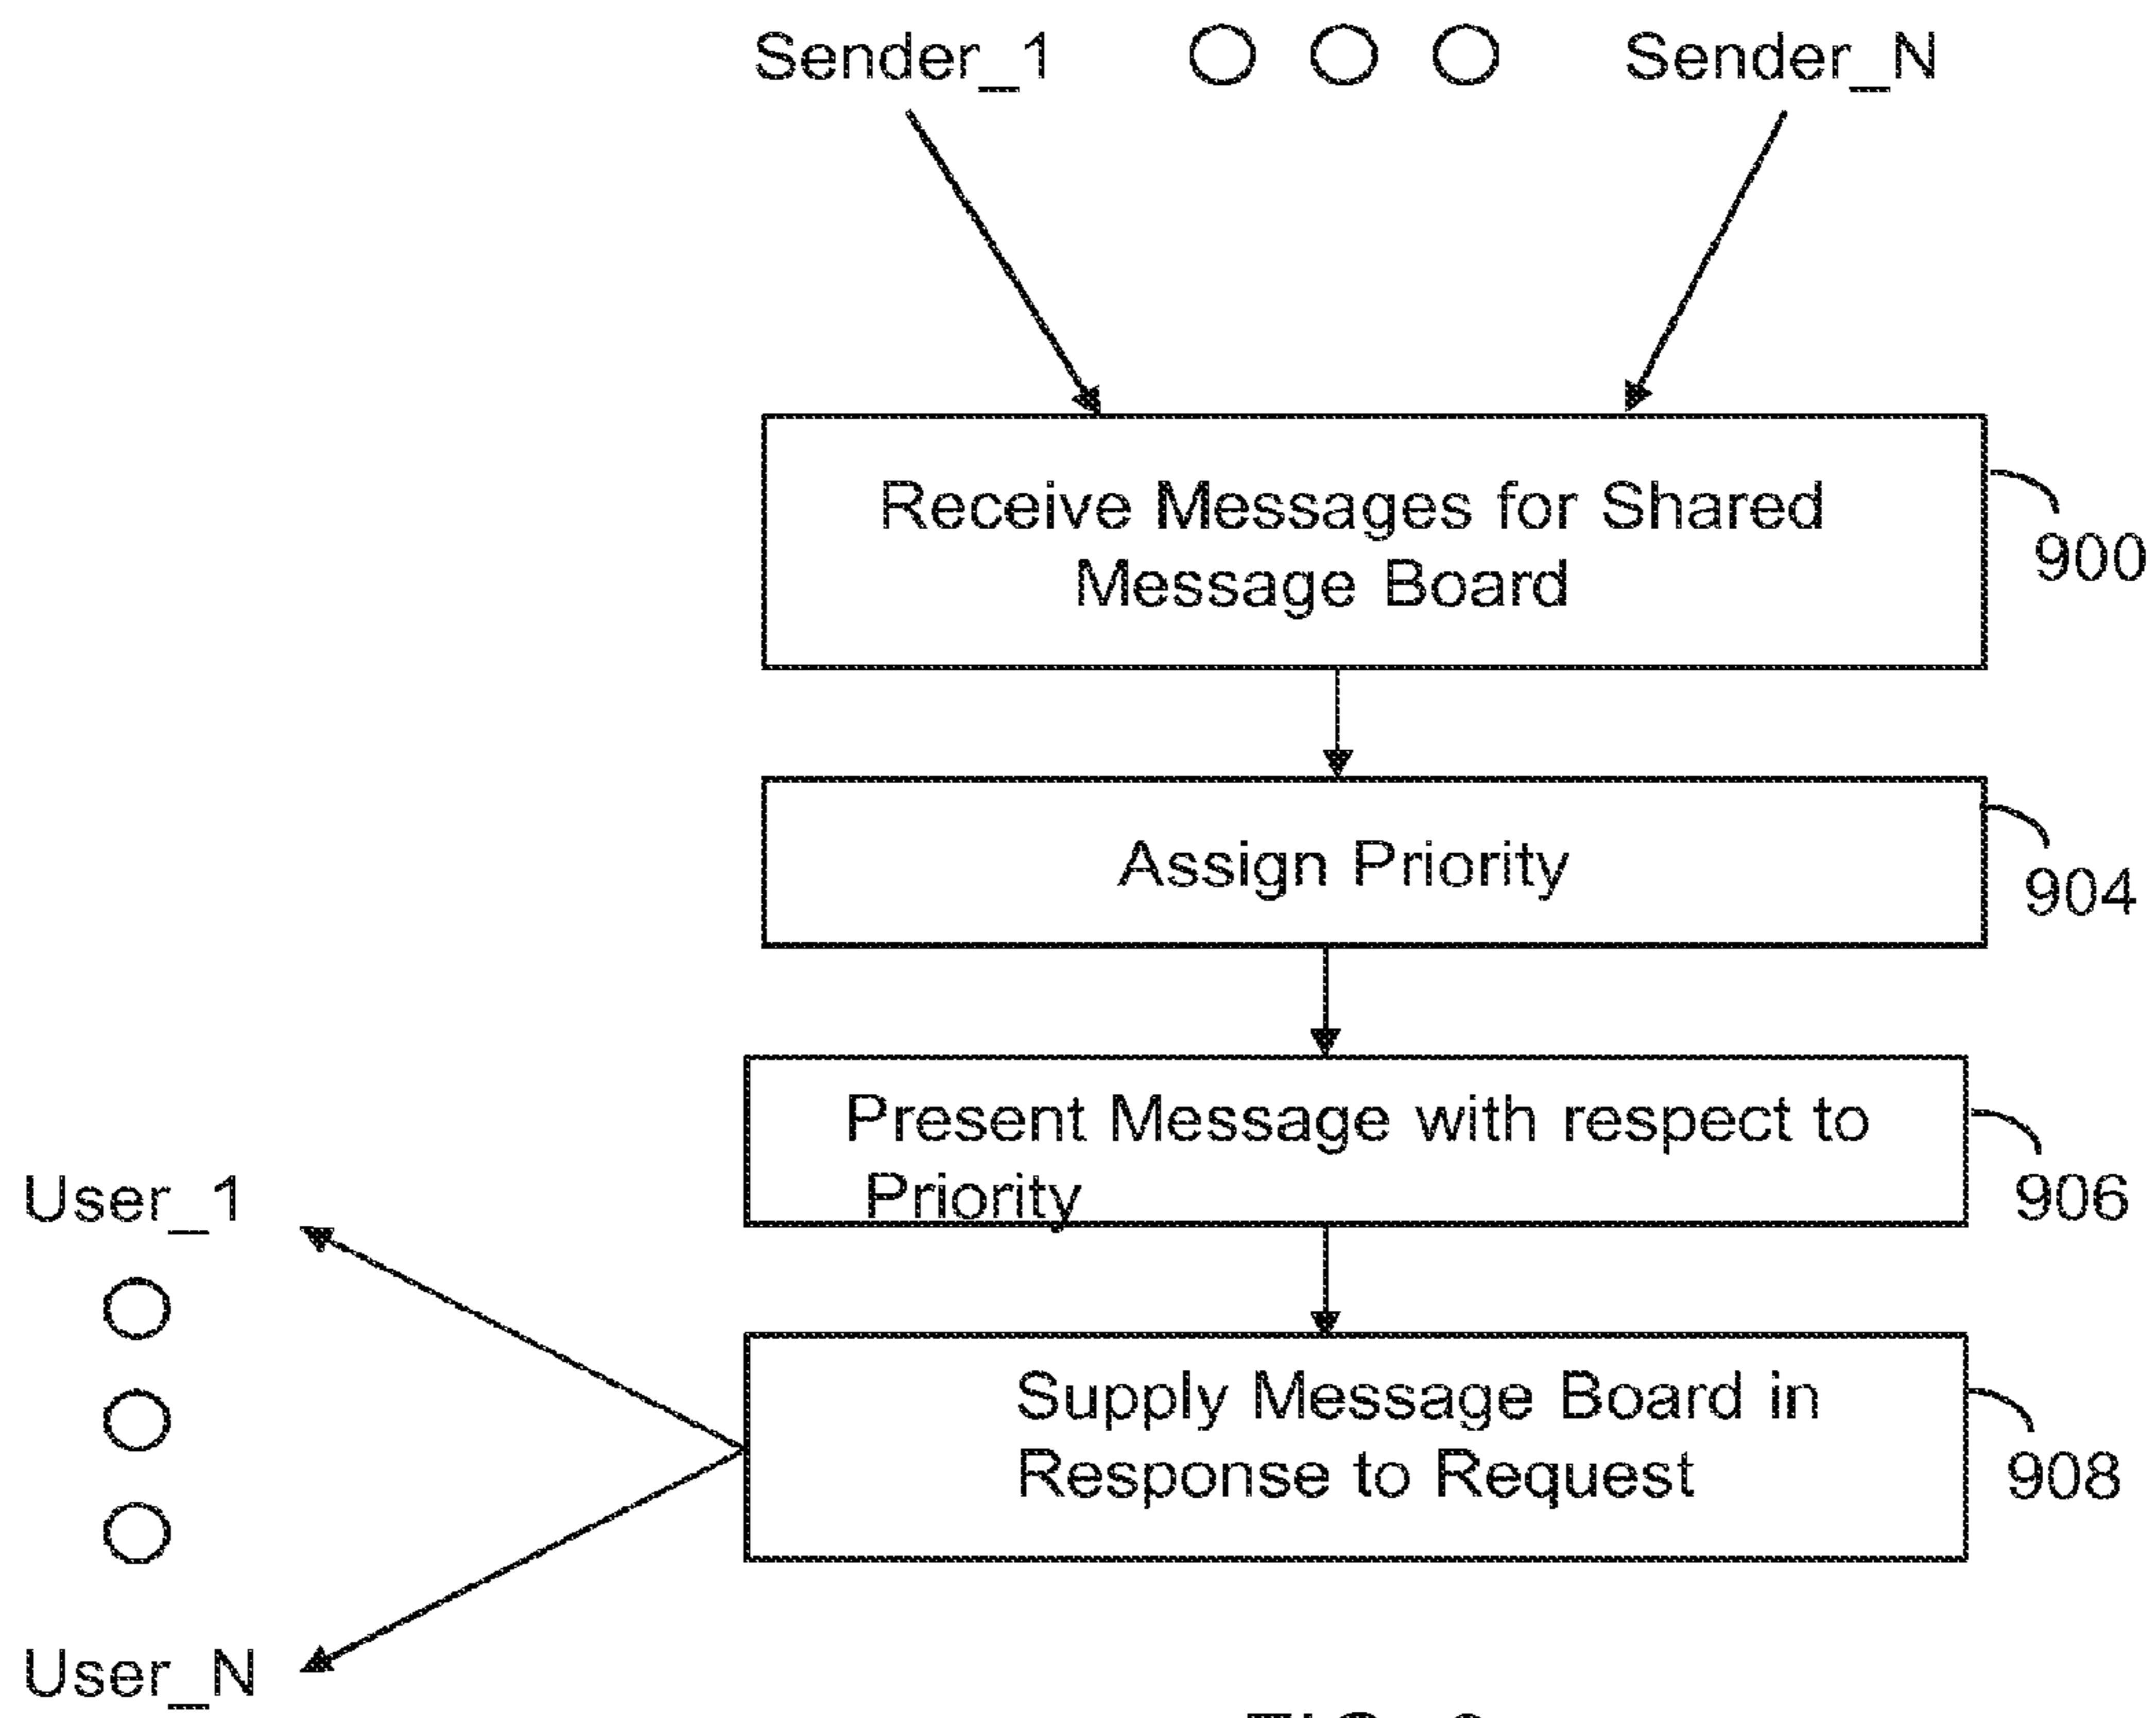 Sender_1
Sender_N
Receive Messages for Shared
Message Board
900
Assign Priority
904
Present Message with respect to
Priority
906
User_1
Supply Message Board in
Response to Request
908
User_N